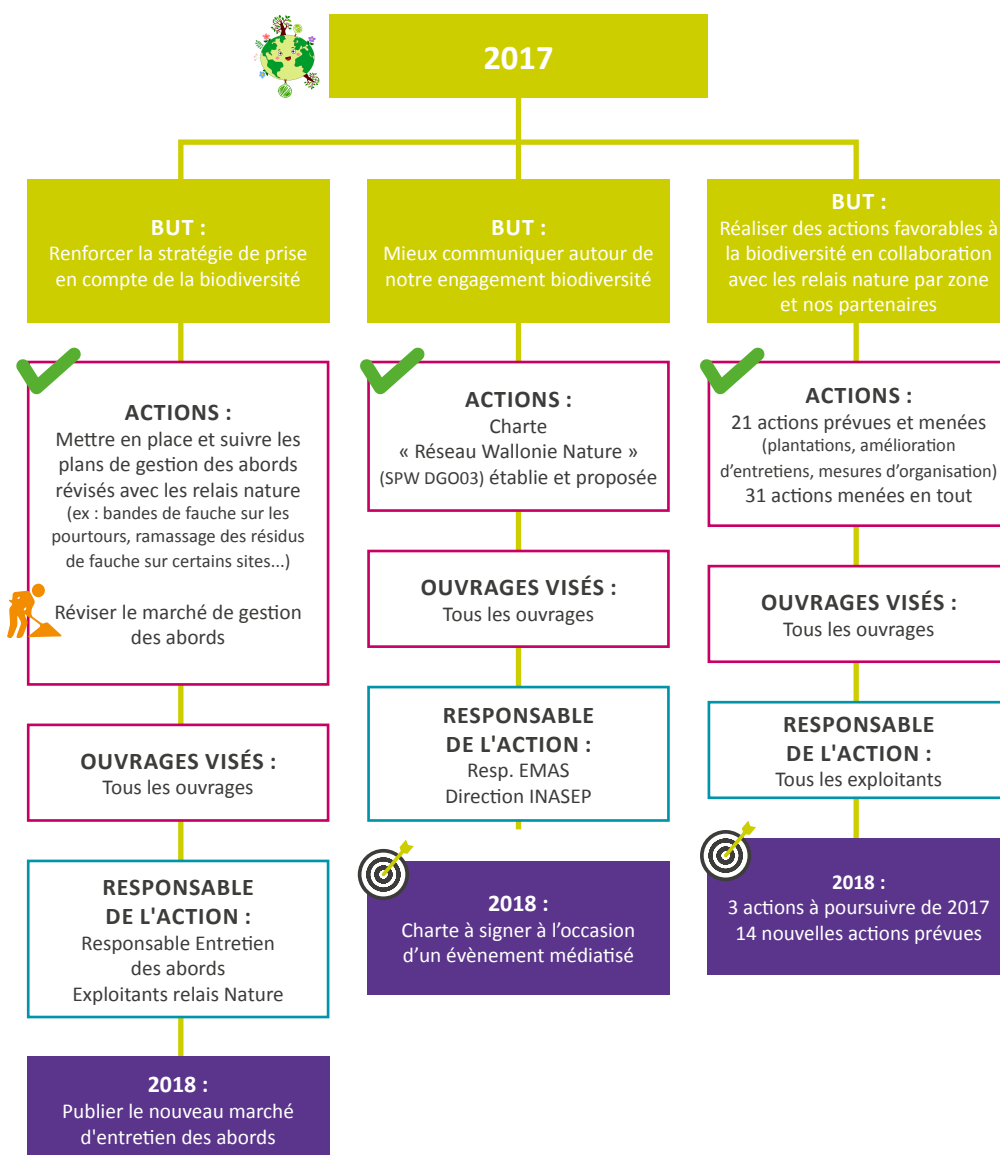 2017
BUT :
Renforcer la stratégie de prise
en compte de la biodiversité
ACTIONS :
Mettre en place et suivre les
plans de gestion des abords
révisés avec les relais nature
(ex : bandes de fauche sur les
pourtours, ramassage des résidus
de fauche sur certains sites...)
Réviser le marché de gestion
des abords
OUVRAGES VISÉS :
Tous les ouvrages
RESPONSABLE
DE L'ACTION :
Responsable Entretien
des abords
Exploitants relais Nature
2018 :
Publier le nouveau marché
d'entretien des abords
BUT :
Mieux communiquer autour de
notre engagement biodiversité
ACTIONS :
Charte
« Réseau Wallonie Nature »
(SPW DGO03) établie et proposée
OUVRAGES VISÉS :
Tous les ouvrages
RESPONSABLE
DE L'ACTION :
Resp. EMAS
Direction INASEP
2018 :
Charte à signer à l’occasion
d’un évènement médiatisé
BUT :
Réaliser des actions favorables à
la biodiversité en collaboration
avec les relais nature par zone
et nos partenaires
ACTIONS :
21 actions prévues et menées
(plantations, amélioration
d’entretiens, mesures d’organisation)
31 actions menées en tout
OUVRAGES VISÉS :
Tous les ouvrages
RESPONSABLE
DE L'ACTION :
Tous les exploitants
2018 :
3 actions à poursuivre de 2017
14 nouvelles actions prévues